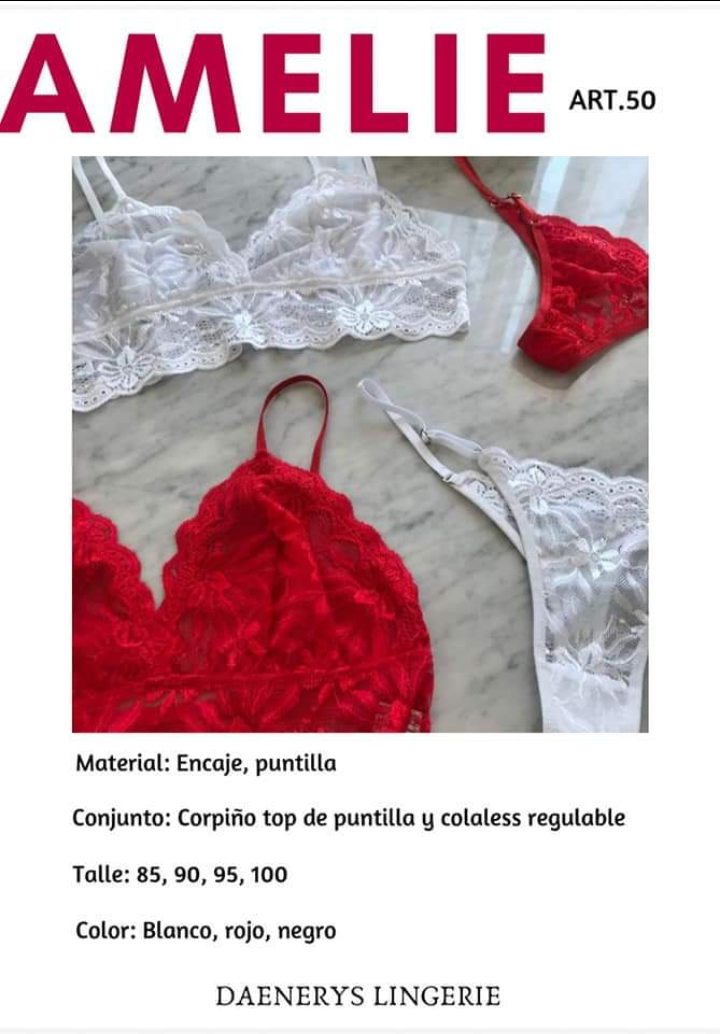 AMELIE ART.50
Material: Encaje, puntilla
Conjunto: Corpiño top de puntilla y colaless regulable
Talle: 85, 90, 95, 100
Color: Blanco, rojo, negro
DAENERYS LINGERIE